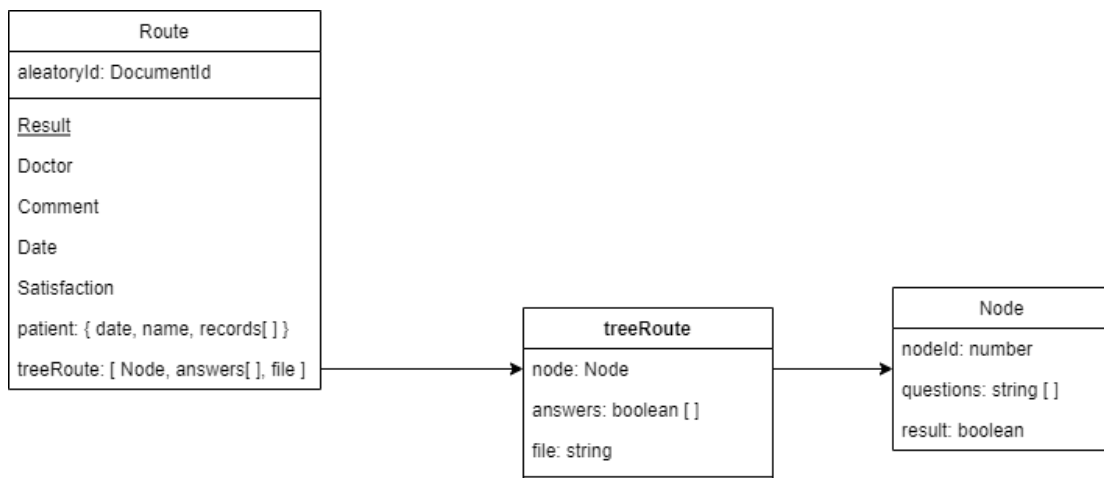 Route
aleatoryId: DocumentId
Result
Doctor
Comment
Date
Satisfaction
patient: { date, name, records[ ] }
treeRoute: [ Node, answers[ ], file ]
treeRoute
node: Node
answers: boolean [ ]
file: string
Node
nodeId: number
questions: string [ ]
result: boolean